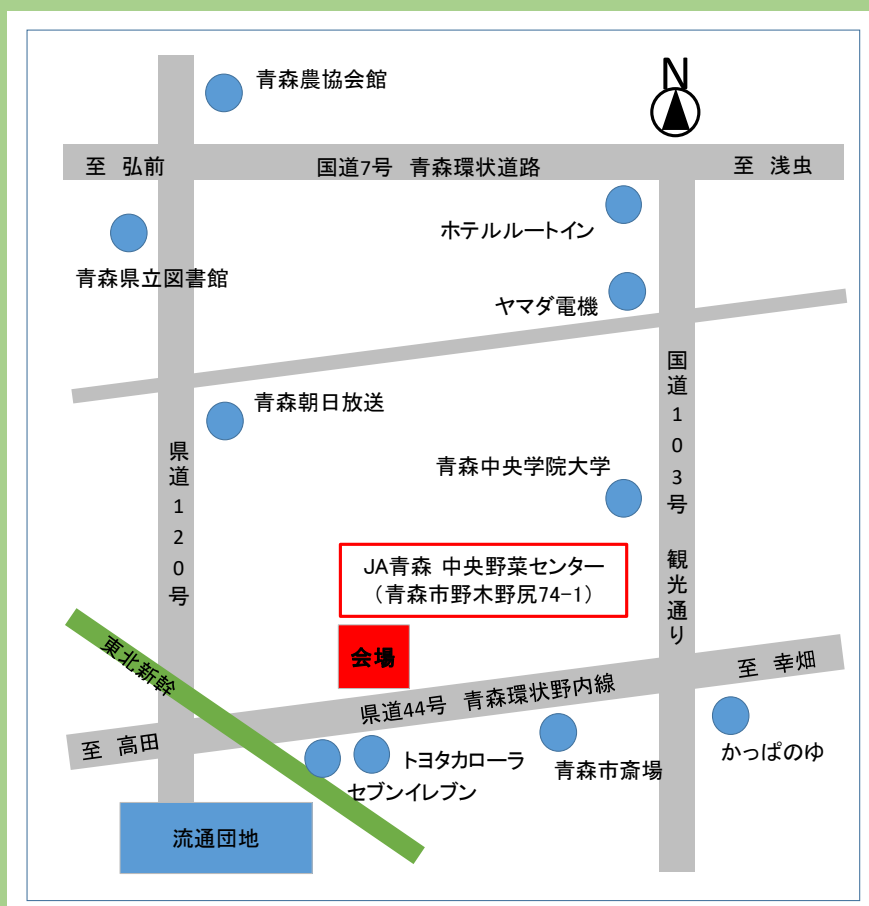 青森農協会館
N
至 弘前
国道7号 青森環状道路
至 浅虫
ホテルルートイン
青森県立図書館
ヤマダ電機
青森朝日放送
国道103号 観光通り
県道120号
青森中央学院大学
JA青森 中央野菜センター
(青森市野木野尻74-1)
東北新幹
会場
至 幸畑
県道44号 青森環状野内線
至 高田
トヨタカローラ
青森市斎場
かっぱのゆ
セブンイレブン
流通団地